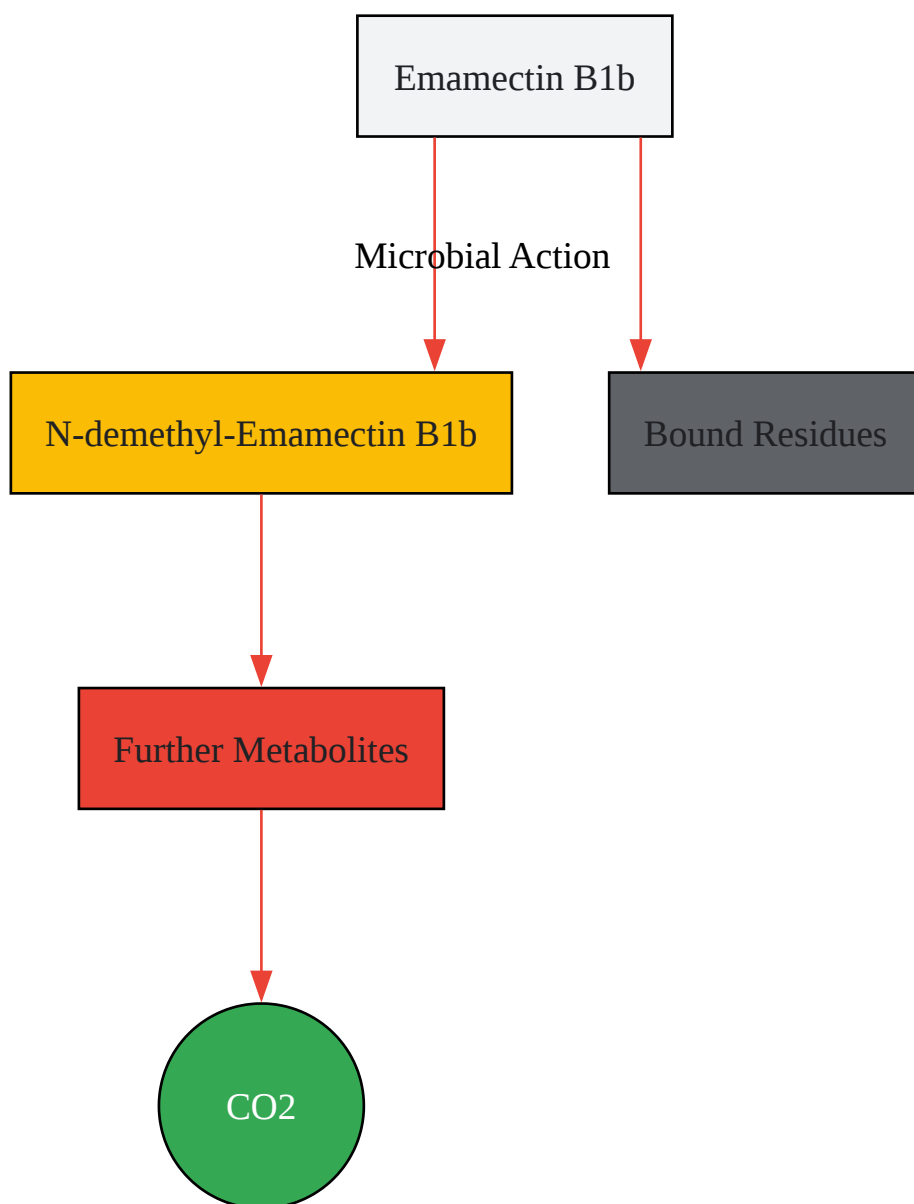 Emamectin B1b
Microbial Action
N-demethyl-Emamectin B1b
Bound Residues
Further Metabolites
CO2